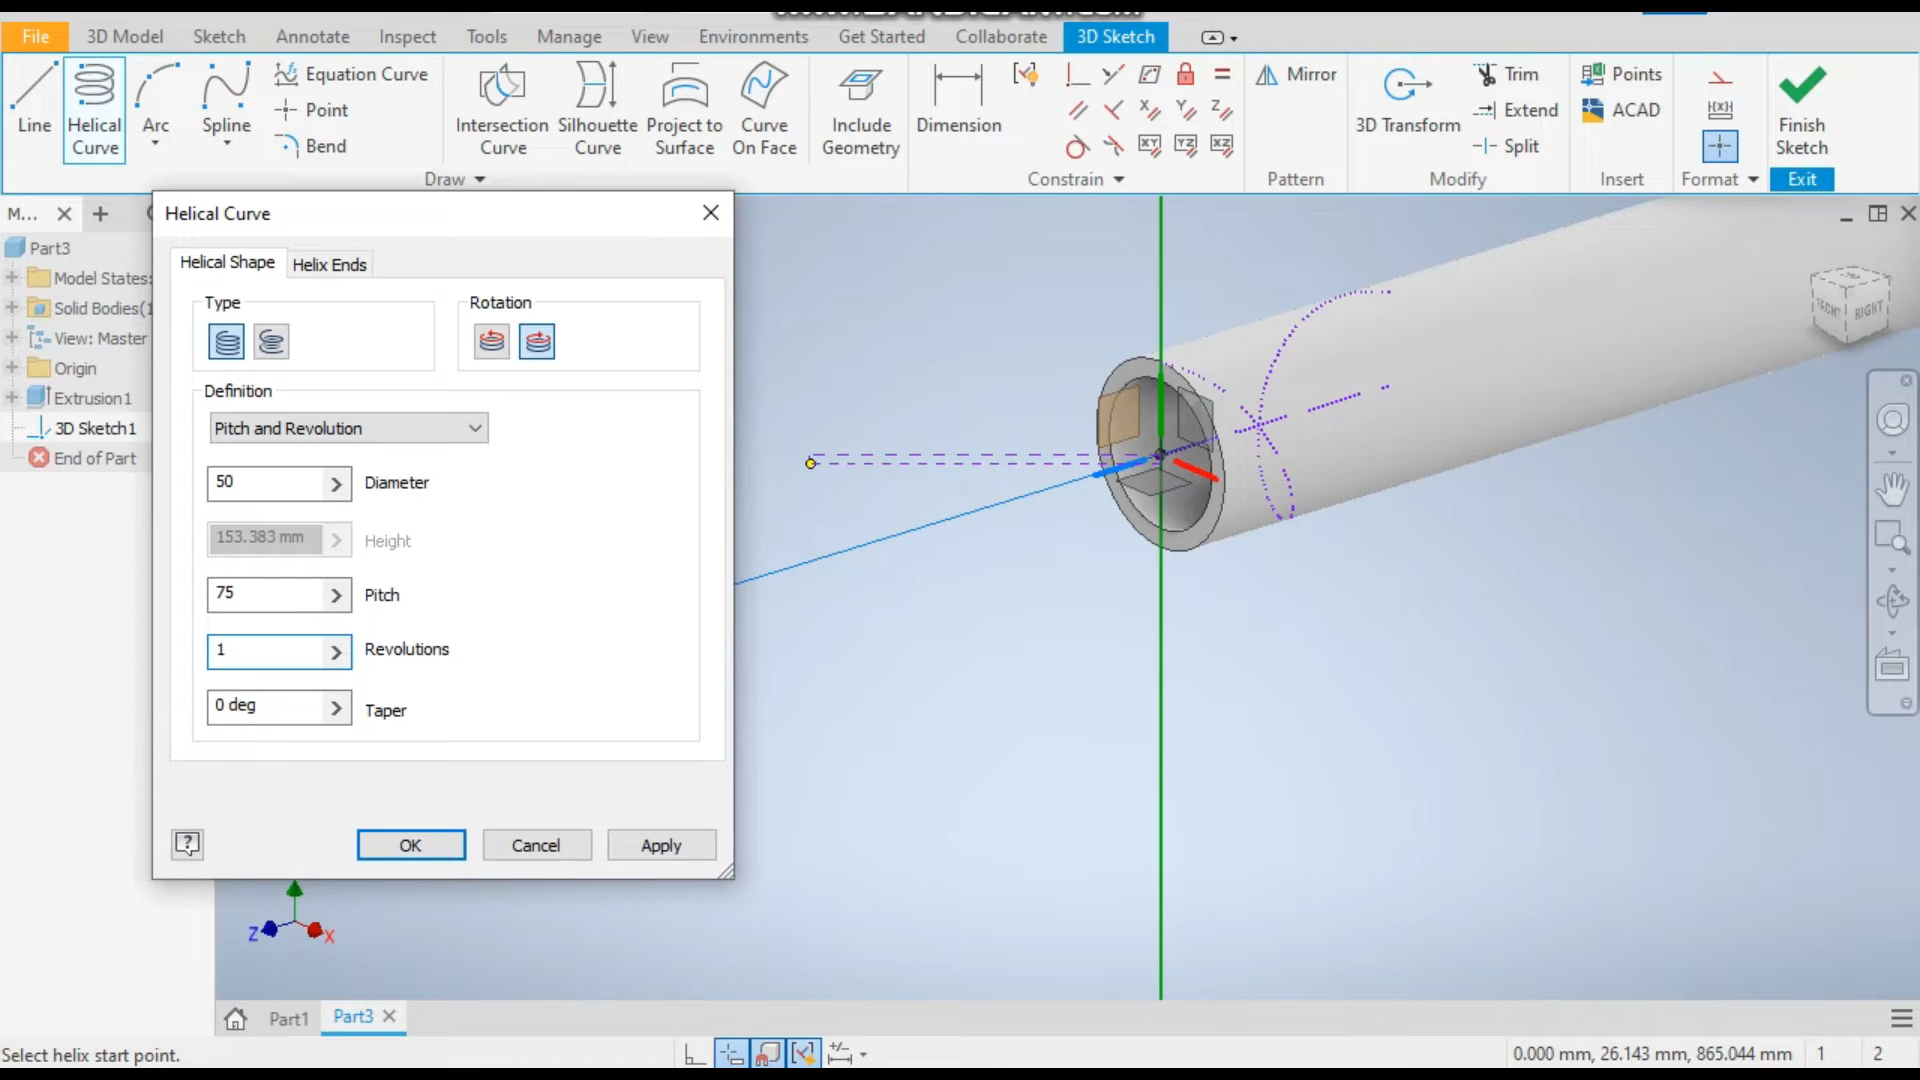 File 3D Model Sketch Annotate Inspect Tools Manage View Environments Get Started Collaborate 3D Sketch
Line
Helical
Curve
Arc
Spline
Equation Curve
Point
Bend
Intersection
Curve
Silhouette
Curve
Project to
Surface
Curve
On Face
Include
Geometry
Dimension
Mirror
3D Transform
Trim
Extend
Split
Points
ACAD
Finish
Sketch
Draw
Constrain
Pattern
Modify
Insert
Format
Exit
M...
Part3
Model States:
Solid Bodies(1
View: Master
Origin
Extrusion1
3D Sketch1
End of Part
Helical Curve
Helical Shape
Helix Ends
Type
Rotation
Definition
Pitch and Revolution
50 Diameter
153.383 mm Height
75 Pitch
1 Revolutions
0 deg Taper
OK
Cancel
Apply
FRONT
RIGHT
Z
X
Part1
Part3
Select helix start point.
0.000 mm, 26.143 mm, 865.044 mm 1 2